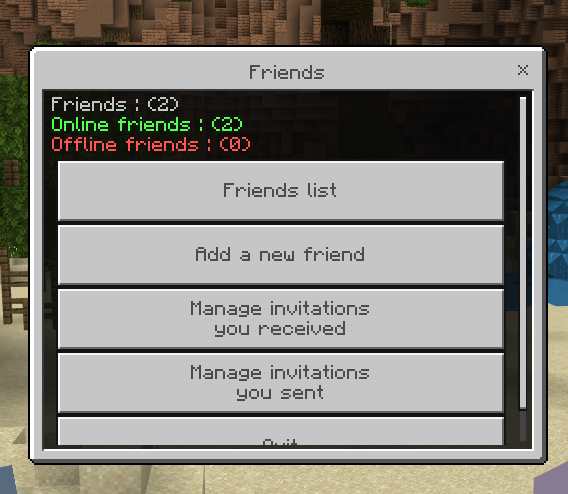 Friends
Friends : (2)
Online friends : (2)
Offline friends : (0)
Friends list
Add a new friend
Manage invitations
you received
Manage invitations
you sent
Quit